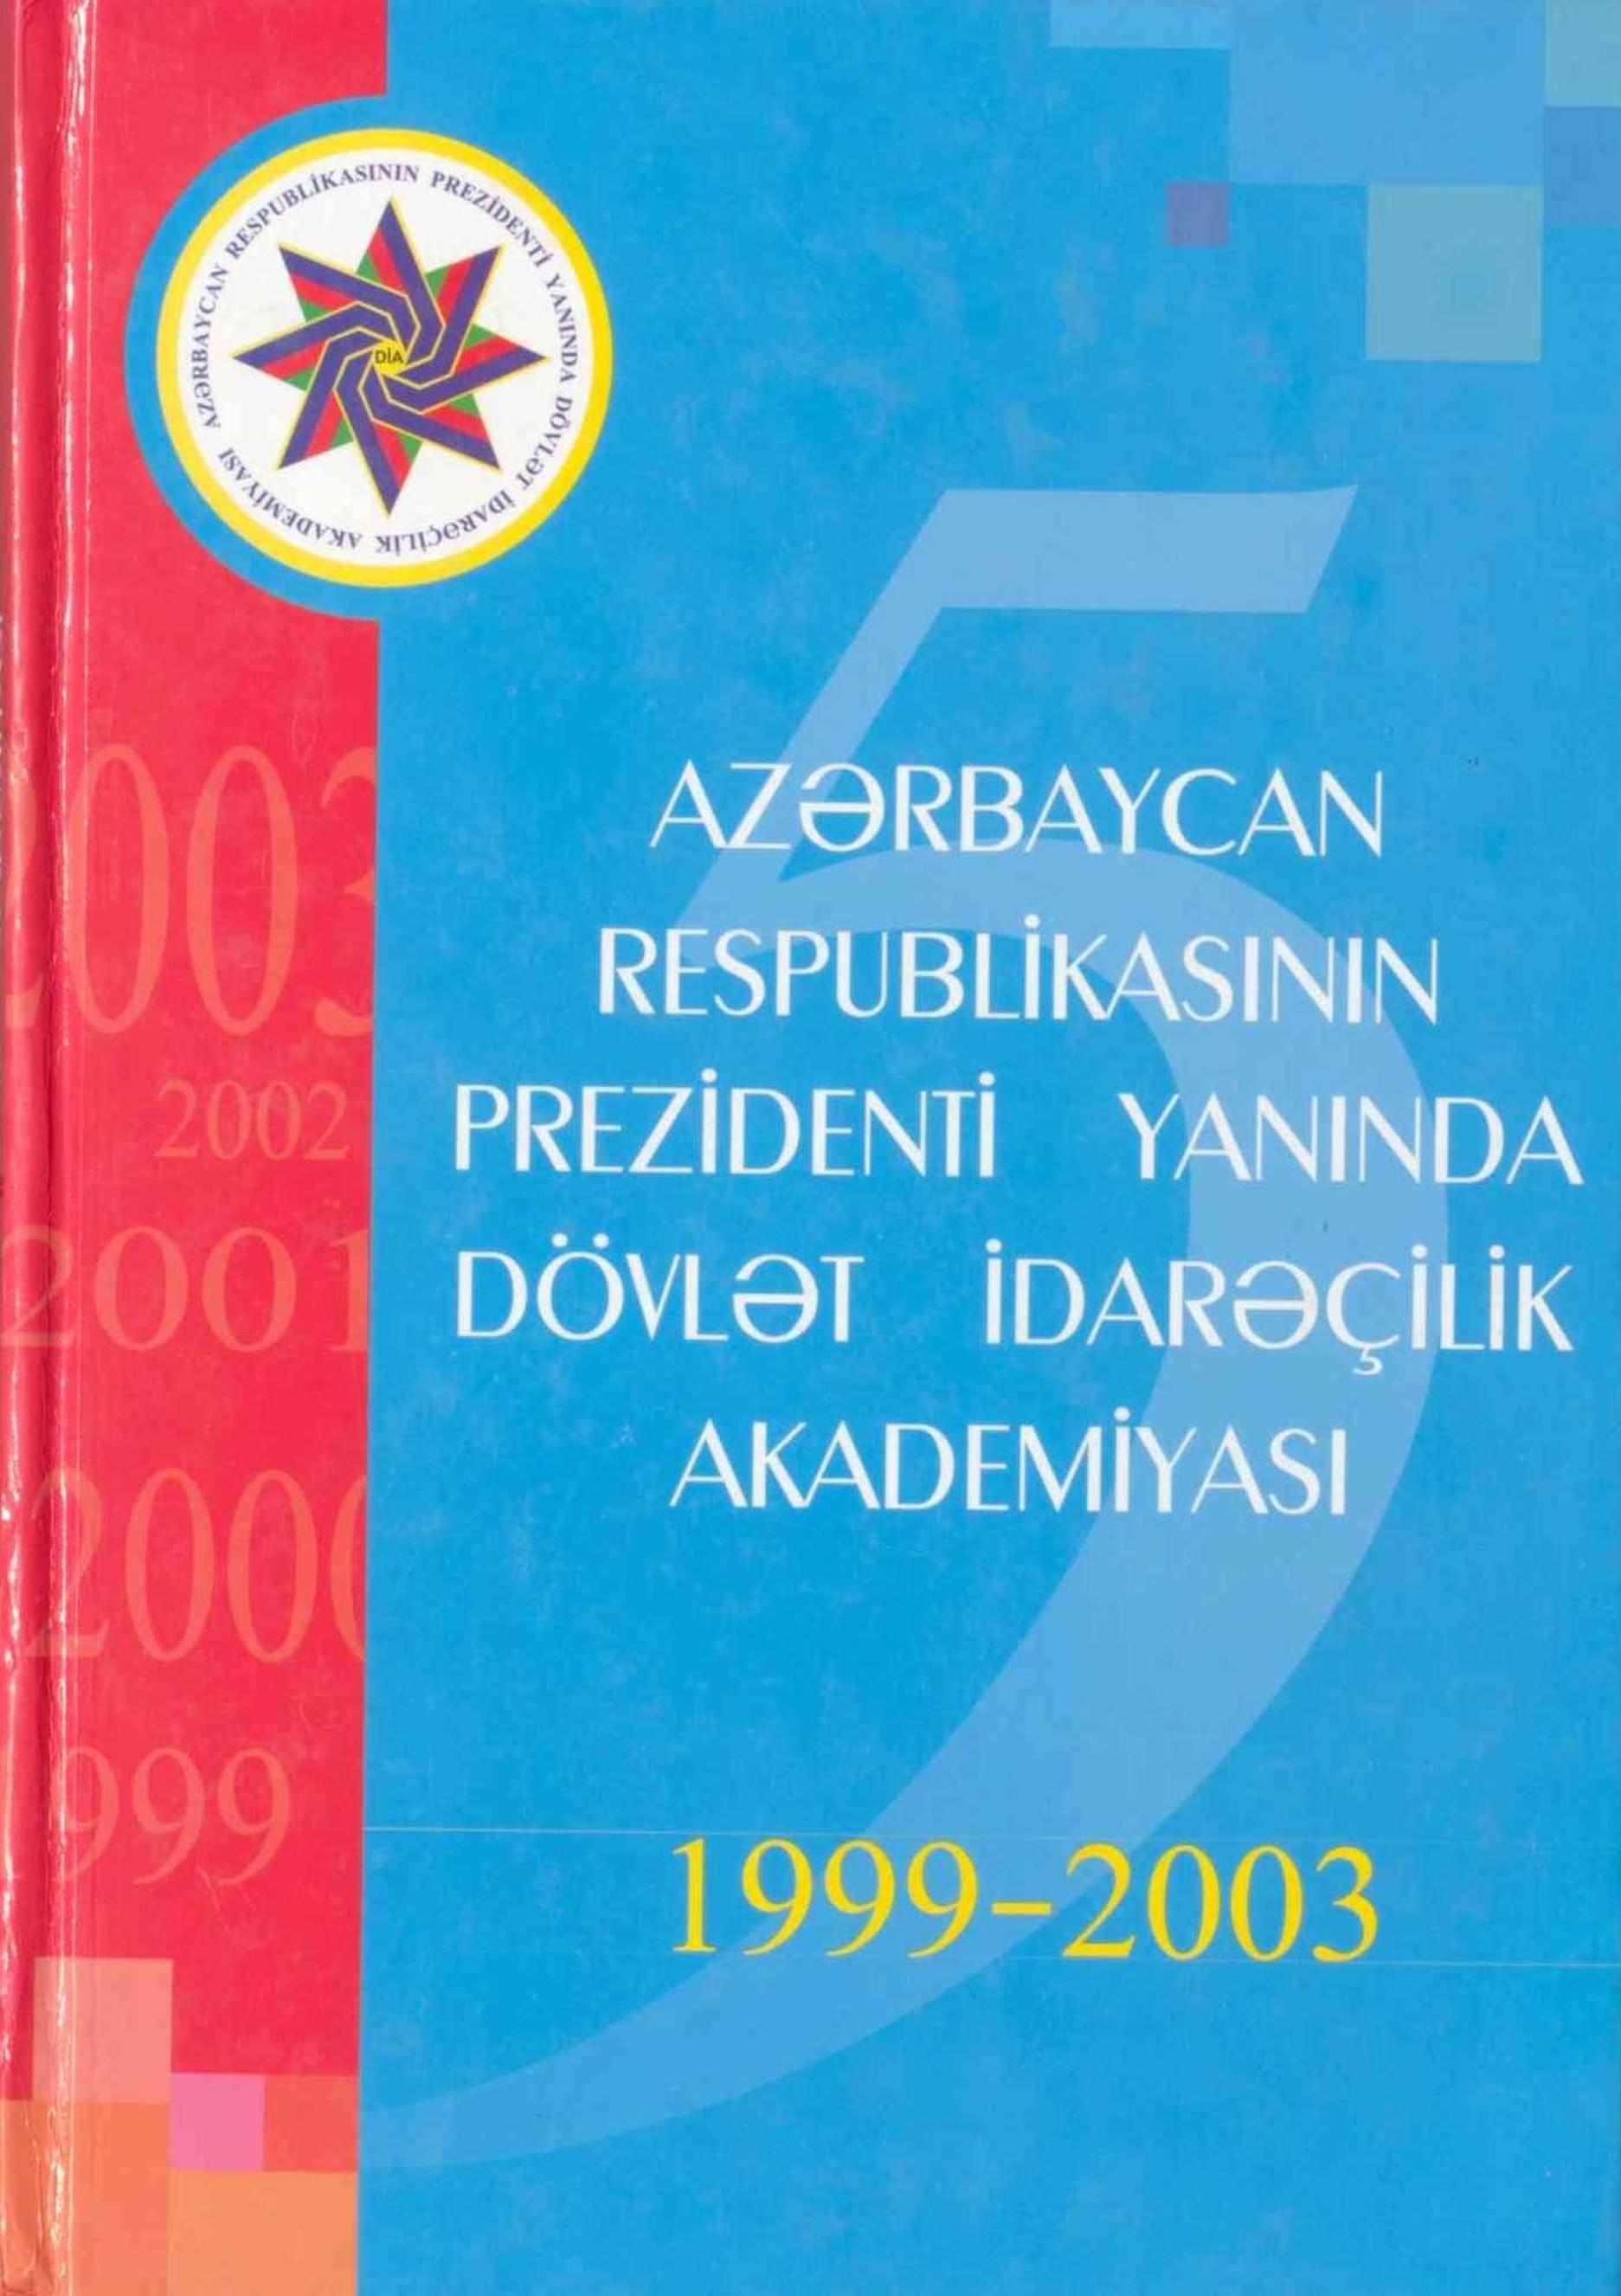 AZƏRBAYCAN RESPUBLİKASININ PREZİDENTİ YANINDA DÖVLƏT İDARƏÇİLİK AKADEMİYASI
DİA
AZƏRBAYCAN
RESPUBLİKASININ
PREZİDENTİ YANINDA
DÖVLƏT İDARƏÇİLİK
AKADEMİYASI
5
1999-2003
2003
2002
2001
2000
999